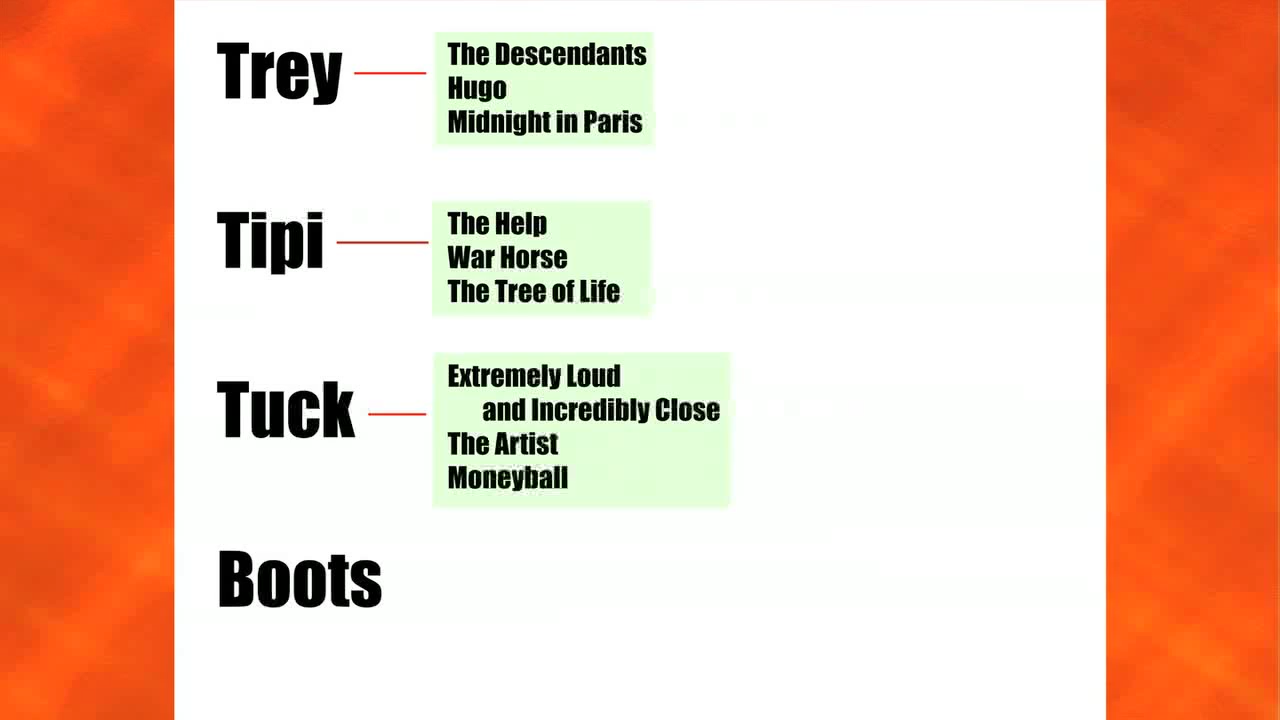 Trey
The Descendants
Hugo
Midnight in Paris
Tipi
The Help
War Horse
The Tree of Life
Tuck
Extremely Loud
and Incredibly Close
The Artist
Moneyball
Boots